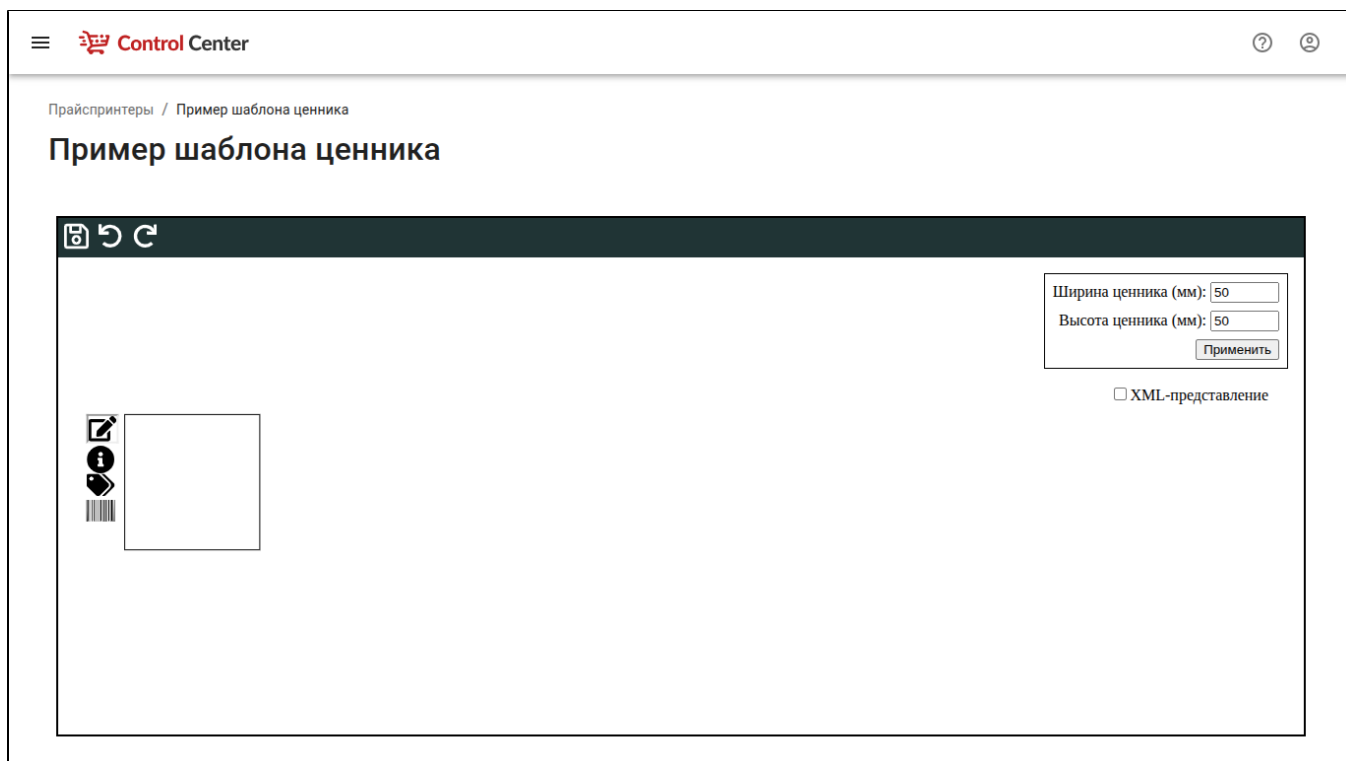 Control Center
Прайспринтеры / Пример шаблона ценника
Пример шаблона ценника
Ширина ценника (мм): 50
Высота ценника (мм): 50
Применить
XML-представление